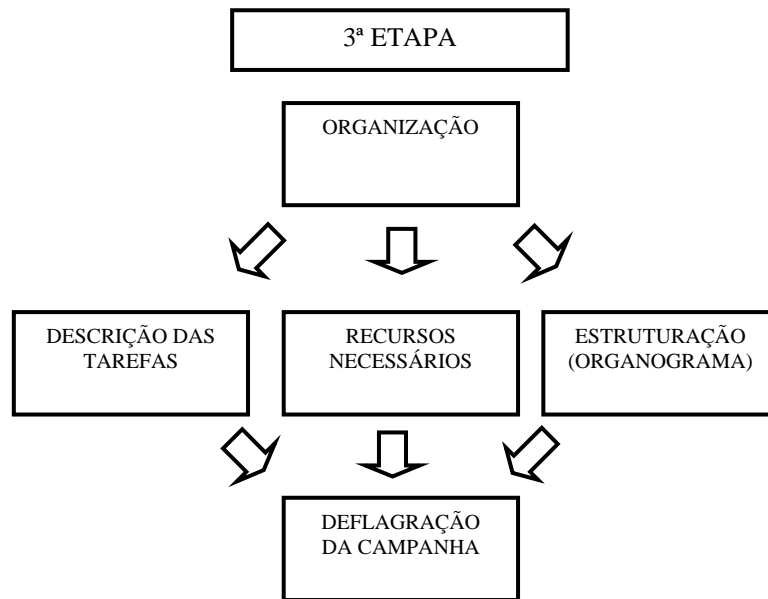 3ª ETAPA
ORGANIZAÇÃO
DESCRIÇÃO DAS
TAREFAS
RECURSOS
NECESSÁRIOS
ESTRUTURAÇÃO
(ORGANOGRAMA)
DEFLAGRAÇÃO
DA CAMPANHA